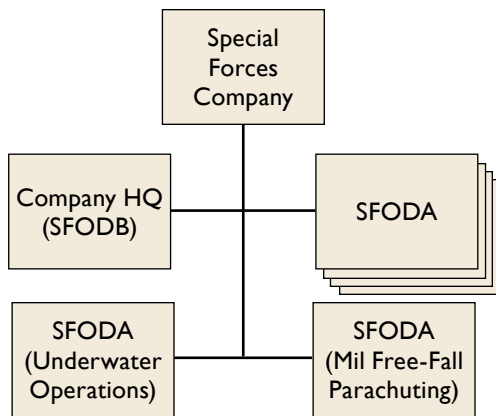 Special
Forces
Company
Company HQ
(SFODB)
SFODA
SFODA
(Underwater
Operations)
SFODA
(Mil Free-Fall
Parachuting)